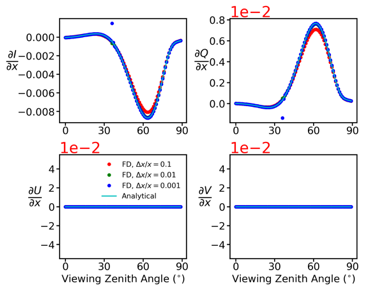 1e−2
∂I/∂x
0.000
−0.002
−0.004
−0.006
−0.008
0 30 60 90
∂Q/∂x
0.8
0.6
0.4
0.2
0.0
0 30 60 90
1e−2
1e−2
∂U/∂x
4
2
0
−2
−4
FD, Δx/x = 0.1
FD, Δx/x = 0.01
FD, Δx/x = 0.001
Analytical
0 30 60 90
Viewing Zenith Angle (°)
∂V/∂x
4
2
0
−2
−4
0 30 60 90
Viewing Zenith Angle (°)